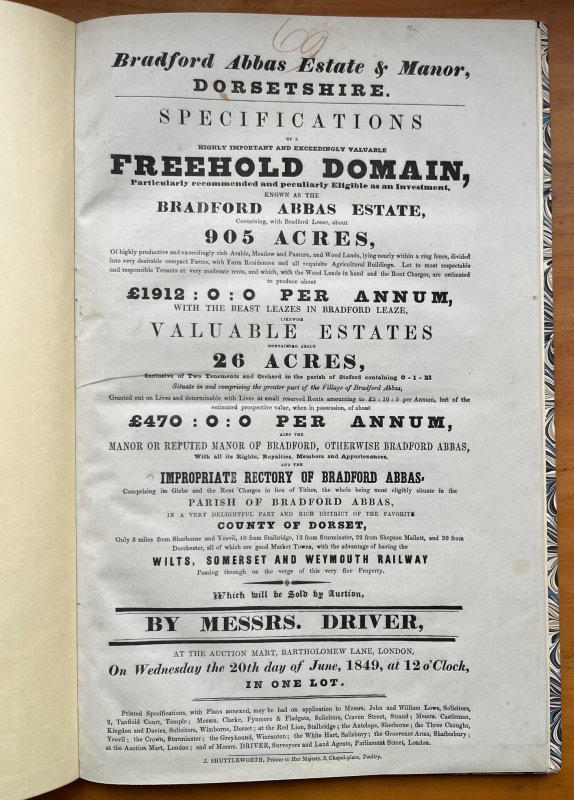 69
Bradford Abbas Estate & Manor,
DORSETSHIRE.
SPECIFICATIONS
OF A
HIGHLY IMPORTANT AND EXCEEDINGLY VALUABLE
FREEHOLD DOMAIN,
Particularly recommended and peculiarly Eligible as an Investment,
KNOWN AS THE
BRADFORD ABBAS ESTATE,
Containing, with Bradford Leaze, about
905 ACRES,
Of highly productive and exceedingly rich Arable, Meadow and Pasture, and Wood Lands, lying nearly within a ring fence, divided
into very desirable compact Farms, with Farm Residences and all requisite Agricultural Buildings. Let to most respectable
and responsible Tenants at very moderate rents, and which, with the Wood Lands in hand and the Rent Charges, are estimated
to produce about
£1912 : 0 : 0 PER ANNUM,
WITH THE BEAST LEAZES IN BRADFORD LEAZE,
LIKEWISE
VALUABLE ESTATES
CONTAINING ABOUT
26 ACRES,
Inclusive of Two Tenements and Orchard in the parish of Stoford containing 0 - 1 - 21
Situate in and comprising the greater part of the Village of Bradford Abbas,
Granted out on Lives and determinable with Lives at small reserved Rents amounting to £5 : 10 : 5 per Annum, but of the
estimated prospective value, when in possession, of about
£470 : 0 : 0 PER ANNUM,
ALSO THE
MANOR OR REPUTED MANOR OF BRADFORD, OTHERWISE BRADFORD ABBAS,
With all its Rights, Royalties, Members and Appurtenances,
AND THE
IMPROPRIATE RECTORY OF BRADFORD ABBAS,
Comprising its Glebe and the Rent Charges in lieu of Tithes, the whole being most eligibly situate in the
PARISH OF BRADFORD ABBAS,
IN A VERY DELIGHTFUL PART AND RICH DISTRICT OF THE FAVORITE
COUNTY OF DORSET,
Only 3 miles from Sherborne and Yeovil, 10 from Stalbridge, 12 from Sturminster, 22 from Shepton Mallett, and 20 from
Dorchester, all of which are good Market Towns, with the advantage of having the
WILTS, SOMERSET AND WEYMOUTH RAILWAY
Passing through on the verge of this very fine Property.
Which will be Sold by Auction,
BY MESSRS. DRIVER,
AT THE AUCTION MART, BARTHOLOMEW LANE, LONDON,
On Wednesday the 20th day of June, 1849, at 12 o'Clock,
IN ONE LOT.
Printed Specifications, with Plans annexed, may be had on application to Messrs. John and William Lowe, Solicitors,
2, Tanfield Court, Temple; Messrs. Clarke, Fynmore & Fladgate, Solicitors, Craven Street, Strand; Messrs. Castleman,
Kingdon and Davies, Solicitors, Wimborne, Dorset; at the Red Lion, Stalbridge; the Antelope, Sherborne; the Three Choughs,
Yeovil; the Crown, Sturminster; the Greyhound, Wincanton; the White Hart, Salisbury; the Grosvenor Arms, Shaftesbury;
at the Auction Mart, London; and of Messrs. DRIVER, Surveyors and Land Agents, Parliament Street, London.
J. SHUTTLEWORTH, Printer to Her Majesty, 5, Chapel-place, Poultry.